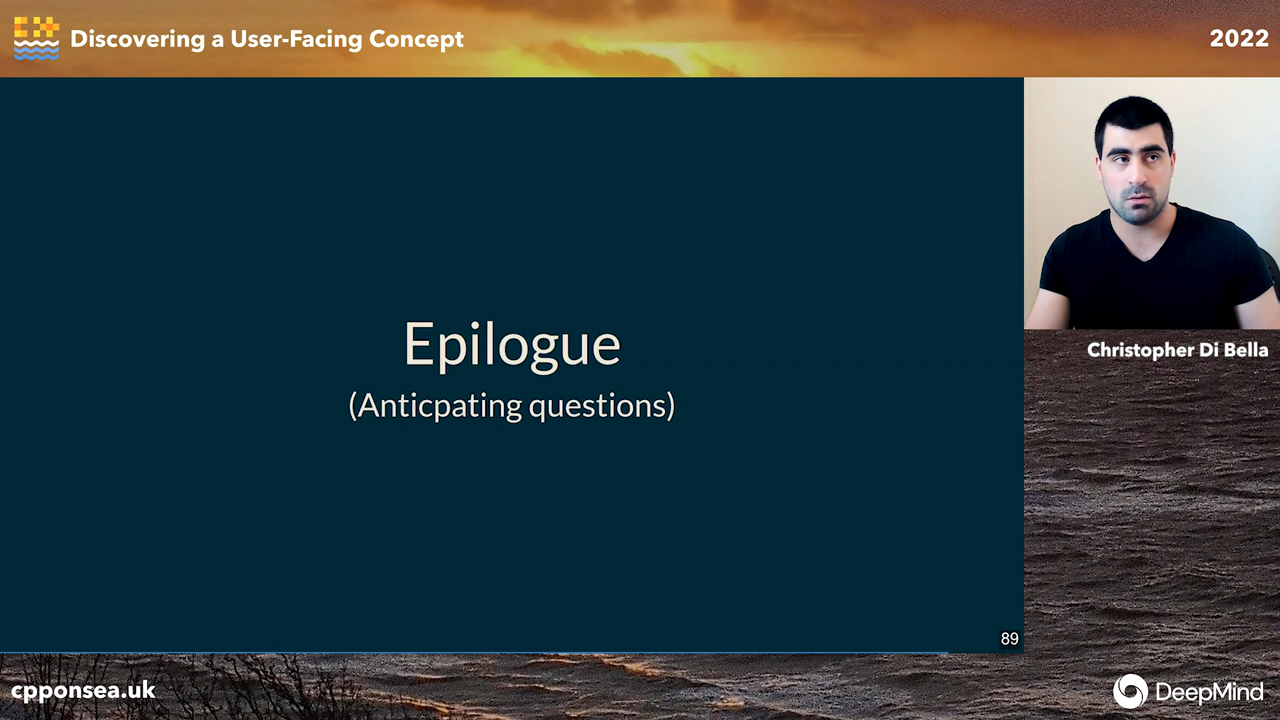 Discovering a User-Facing Concept
2022
Epilogue
(Anticpating questions)
Christopher Di Bella
89
cpponsea.uk
DeepMind